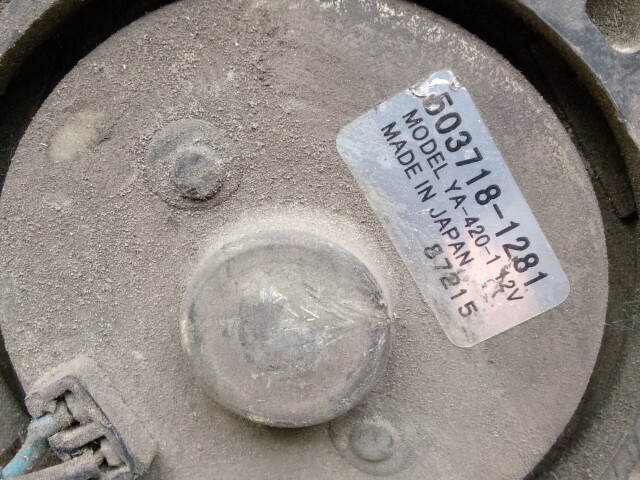 503718-1281
MODEL YA-420-1 12V
MADE IN JAPAN
87215